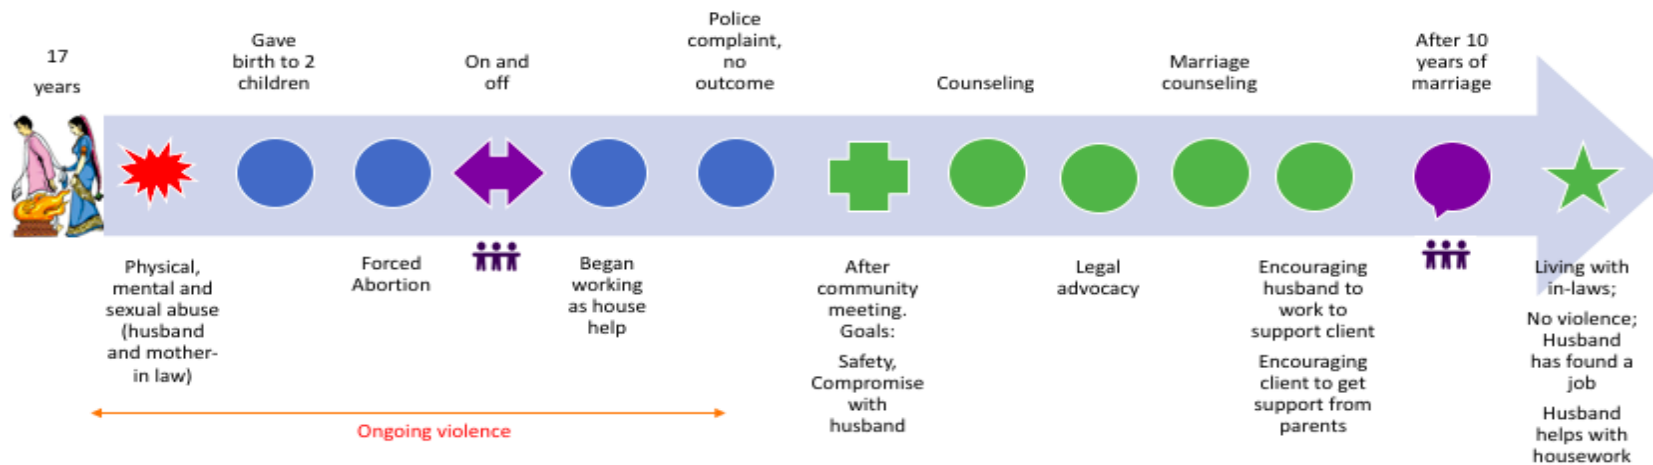 17
years
Physical,
mental and
sexual abuse
(husband
and mother-
in law)
Gave
birth to 2
children
Forced
Abortion
On and
off
Began
working
as house
help
Police
complaint,
no
outcome
After
community
meeting.
Goals:
Safety,
Compromise
with
husband
Counseling
Legal
advocacy
Marriage
counseling
Encouraging
husband to
work to
support client
Encouraging
client to get
support from
parents
After 10
years of
marriage
Living with
in-laws;
No violence;
Husband
has found a
job
Husband
helps with
housework
Ongoing violence